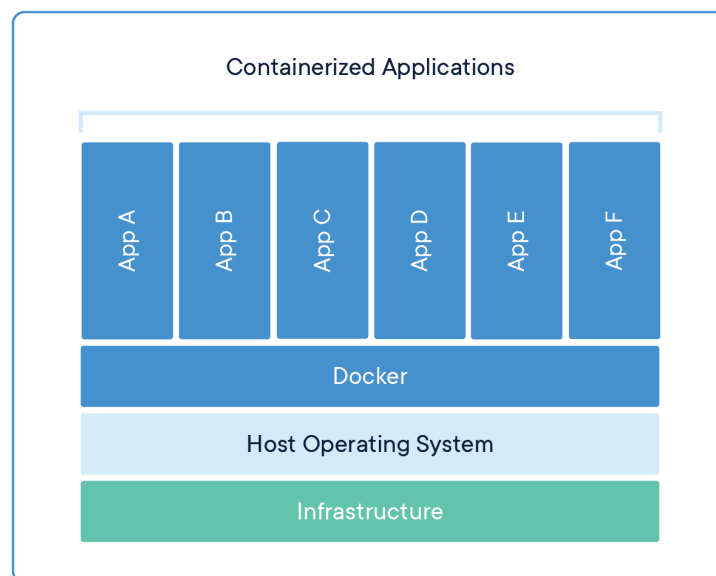 Containerized Applications
App A
App B
App C
App D
App E
App F
Docker
Host Operating System
Infrastructure